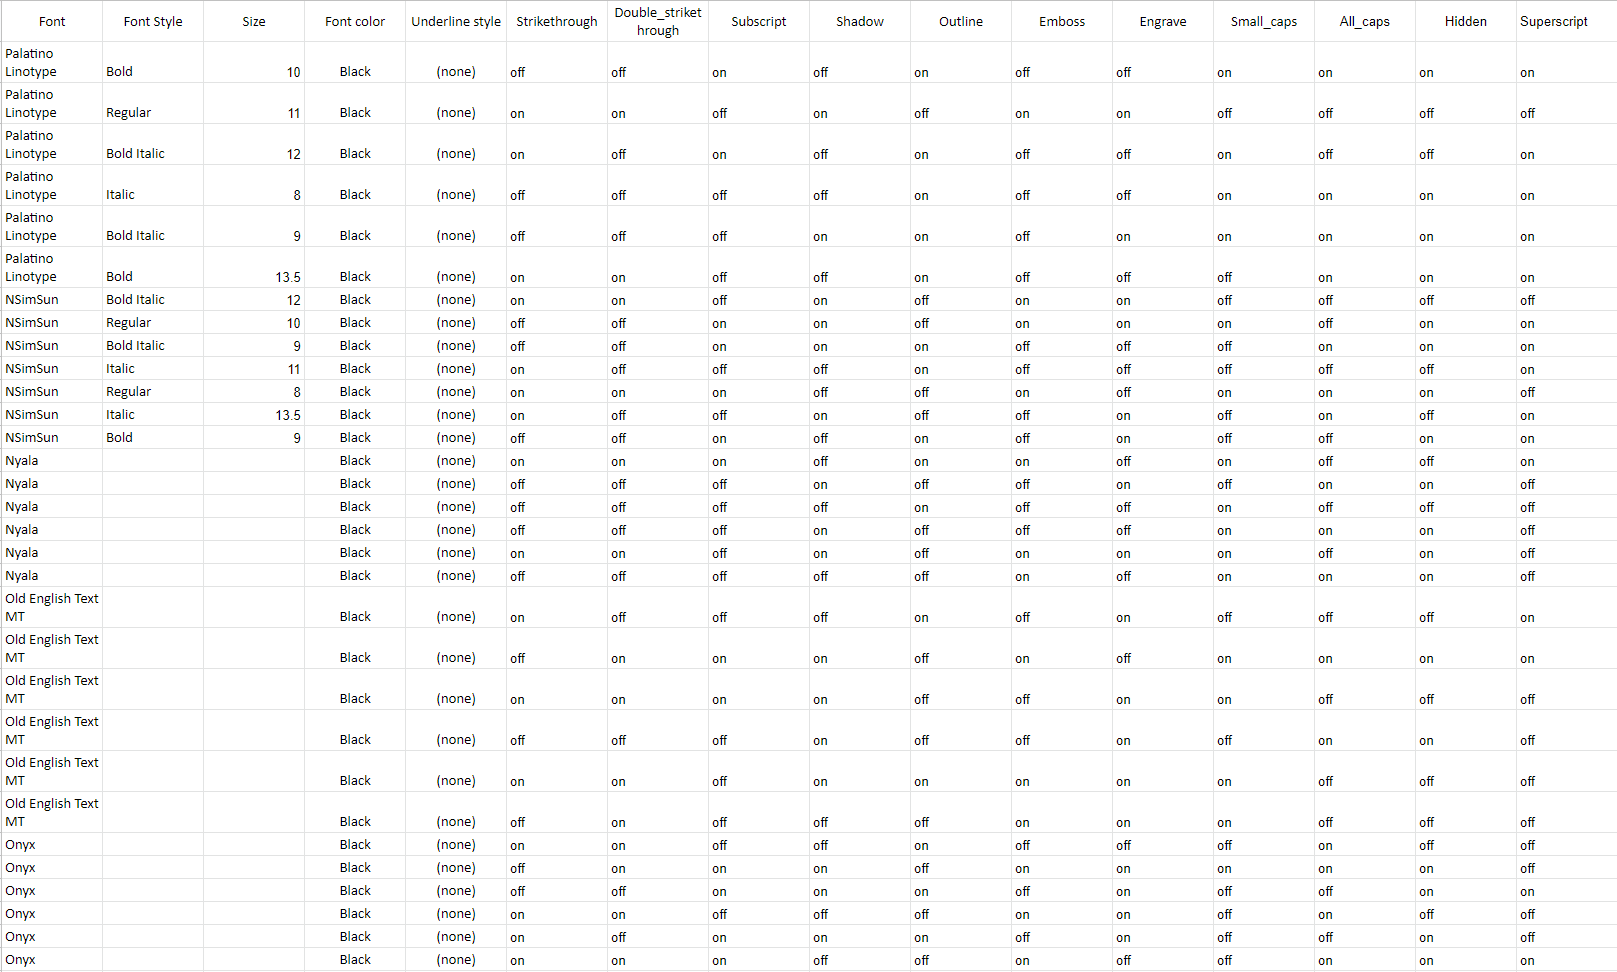 Font Font Style Size Font color Underline style Strikethrough Double_striket hrough Subscript Shadow Outline Emboss Engrave Small_caps All_caps Hidden Superscript
Palatino Linotype Bold 10 Black (none) off off on off on off off on on on on
Palatino Linotype Regular 11 Black (none) on on off on off on on off off off off
Palatino Linotype Bold Italic 12 Black (none) on off on off on off off on off off on
Palatino Linotype Italic 8 Black (none) off off off off on off off on on on on
Palatino Linotype Bold Italic 9 Black (none) off off off on on off on on on on on
Palatino Linotype Bold 13.5 Black (none) on on off off on on off off on on on
NSimSun Bold Italic 12 Black (none) on on off on off on on off off off off
NSimSun Regular 10 Black (none) off off on on off on on on off on on
NSimSun Bold Italic 9 Black (none) off off on on on off off off on on on
NSimSun Italic 11 Black (none) on off off on on off off off off off off
NSimSun Regular 8 Black (none) on on on off off on off on on on off
NSimSun Italic 13.5 Black (none) on off off on off off on off on off off
NSimSun Bold 9 Black (none) off off on off off off on off off on on
Nyala Black (none) on on on off on on off on off off on
Nyala Black (none) off off off on off off off on on on off
Nyala Black (none) off off off off on off off on off off off
Nyala Black (none) off off off on off off on off on on off
Nyala Black (none) on on off on off on on on off on off
Nyala Black (none) off off off off off on off on on on off
Old English Text MT Black (none) on off off off on off on off off off on
Old English Text MT Black (none) off on on on off on off on on on on
Old English Text MT Black (none) on on on on off off on on off off off
Old English Text MT Black (none) off off off on off off on off on on off
Old English Text MT Black (none) on on off on on on on on off off off
Old English Text MT Black (none) off on off off off on on on off off off
Onyx Black (none) on on off off on on off off on off off
Onyx Black (none) off on on on off on on on on on off
Onyx Black (none) off off on on on off on off off on on
Onyx Black (none) on on off off off on on off on off off
Onyx Black (none) on off on on on off on off off on off
Onyx Black (none) on on on off off on off off on on on